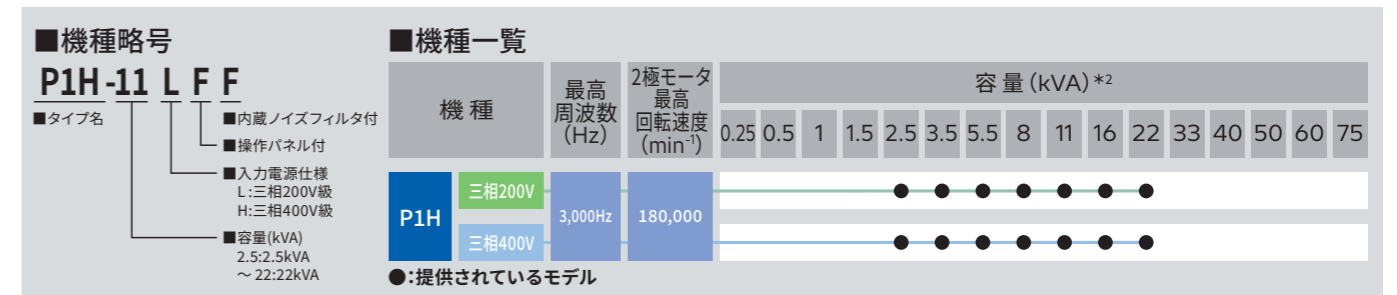 ■機種略号
P1H-11 L F F
■タイプ名
■内蔵ノイズフィルタ付
■操作パネル付
■入力電源仕様
L:三相200V級
H:三相400V級
■容量(kVA)
2.5:2.5kVA
～22:22kVA
■機種一覧
機種
最高
周波数
(Hz)
2極モータ
最高
回転速度
(min⁻¹)
容量(kVA)*2
0.25 0.5 1 1.5 2.5 3.5 5.5 8 11 16 22 33 40 50 60 75
P1H
三相200V
三相400V
3,000Hz
180,000
●:提供されているモデル